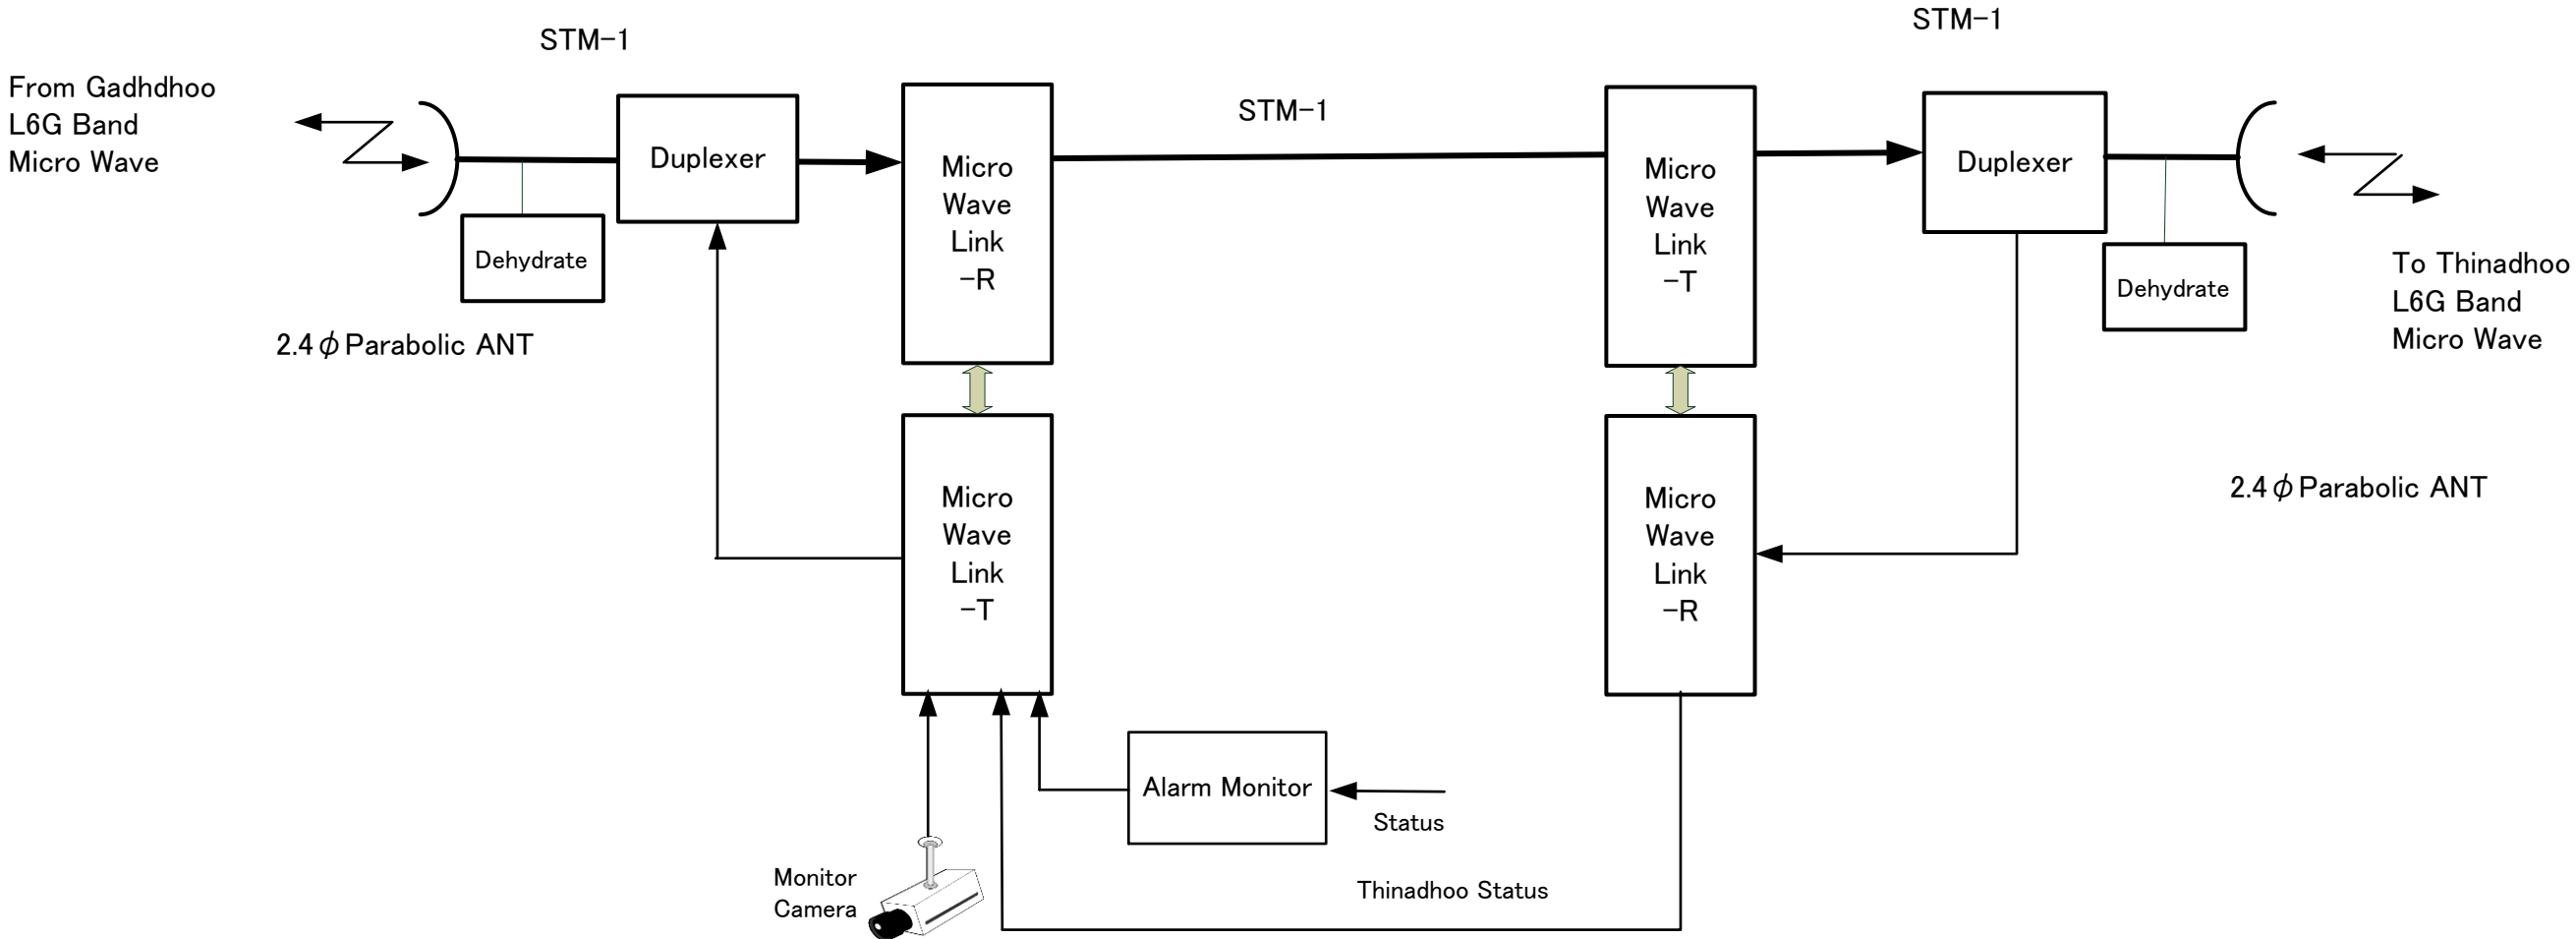 STM-1
STM-1
From Gadhdhoo
L6G Band
Micro Wave
STM-1
Duplexer
Duplexer
Micro
Wave
Link
-R
Micro
Wave
Link
-T
Dehydrate
Dehydrate
To Thinadhoo
L6G Band
Micro Wave
2.4φParabolic ANT
2.4φParabolic ANT
Micro
Wave
Link
-T
Micro
Wave
Link
-R
Alarm Monitor
Status
Monitor
Camera
Thinadhoo Status